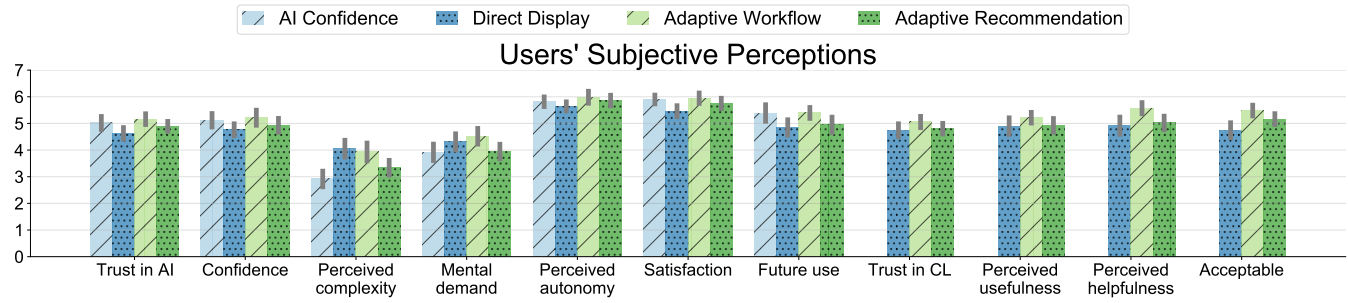 AI Confidence Direct Display Adaptive Workflow Adaptive Recommendation
Users' Subjective Perceptions
7
6
5
4
3
2
1
0
Trust in AI Confidence Perceived complexity Mental demand Perceived autonomy Satisfaction Future use Trust in CL Perceived usefulness Perceived helpfulness Acceptable